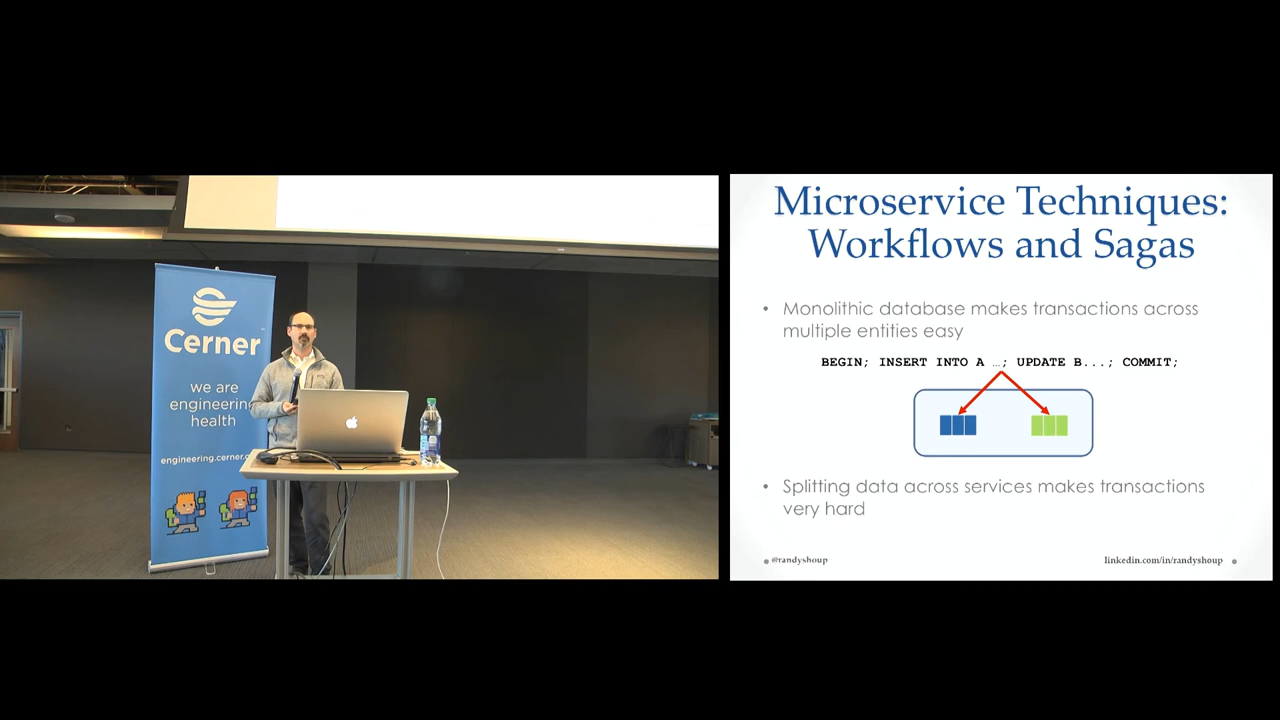 Cerner
we are
engineering
health
engineering.cerner.c
Microservice Techniques:
Workflows and Sagas
• Monolithic database makes transactions across
multiple entities easy
BEGIN; INSERT INTO A …; UPDATE B...; COMMIT;
• Splitting data across services makes transactions
very hard
@randyshoup
linkedin.com/in/randyshoup